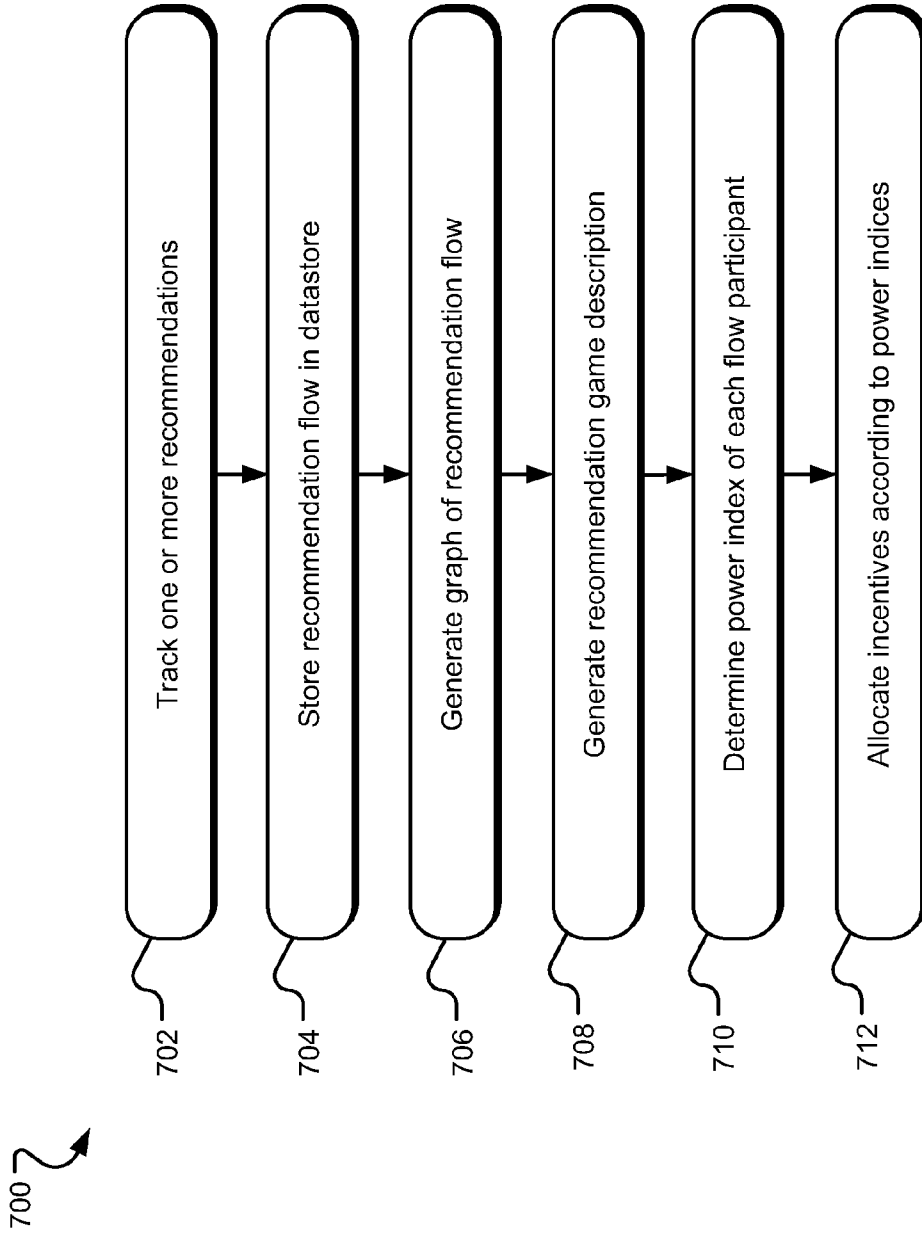 700
702
Track one or more recommendations
704
Store recommendation flow in datastore
706
Generate graph of recommendation flow
708
Generate recommendation game description
710
Determine power index of each flow participant
712
Allocate incentives according to power indices